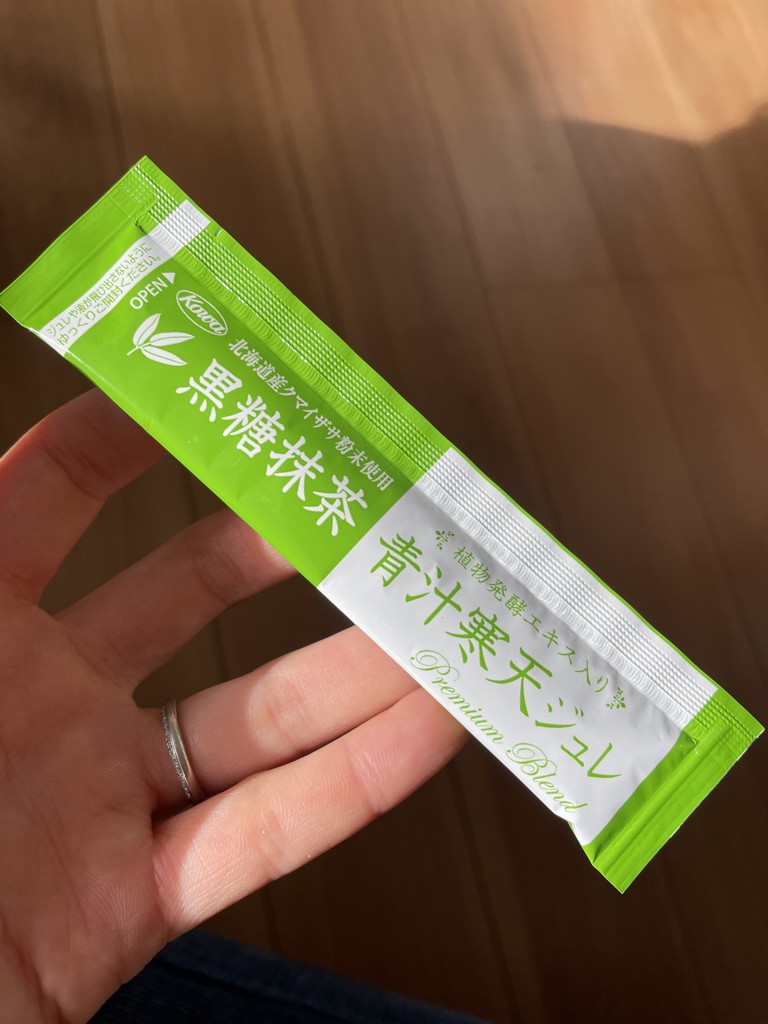 ジュレや液が飛び出さないように
ゆっくりご開封ください。
OPEN
Kowa
北海道産クマイザサ粉末使用
黒糖抹茶
植物発酵エキス入り
青汁寒天ジュレ
Premium Blend